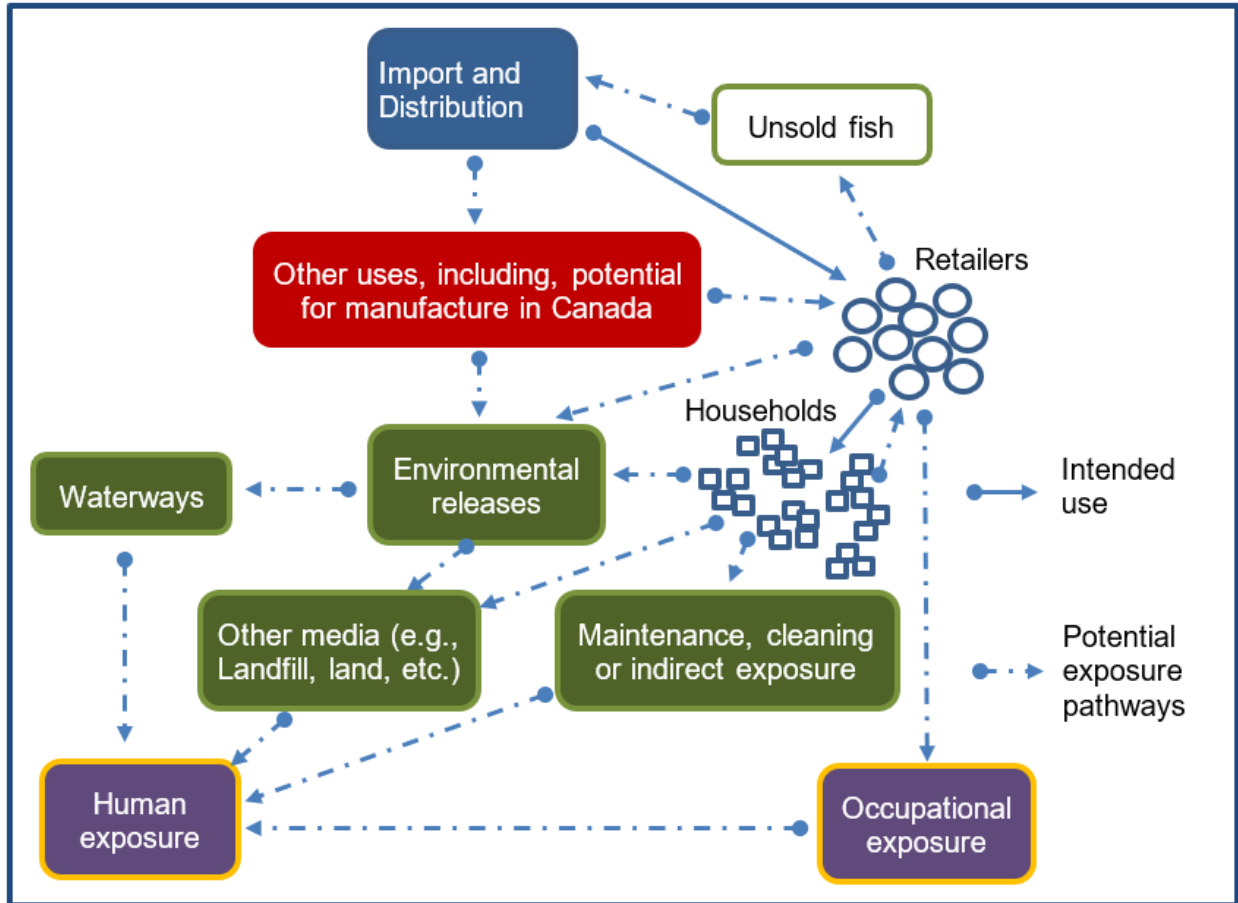 Import and
Distribution
Unsold fish
Retailers
Other uses, including, potential
for manufacture in Canada
Households
Environmental
releases
Waterways
Intended
use
Other media (e.g.,
Landfill, land, etc.)
Maintenance, cleaning
or indirect exposure
Potential
exposure
pathways
Human
exposure
Occupational
exposure